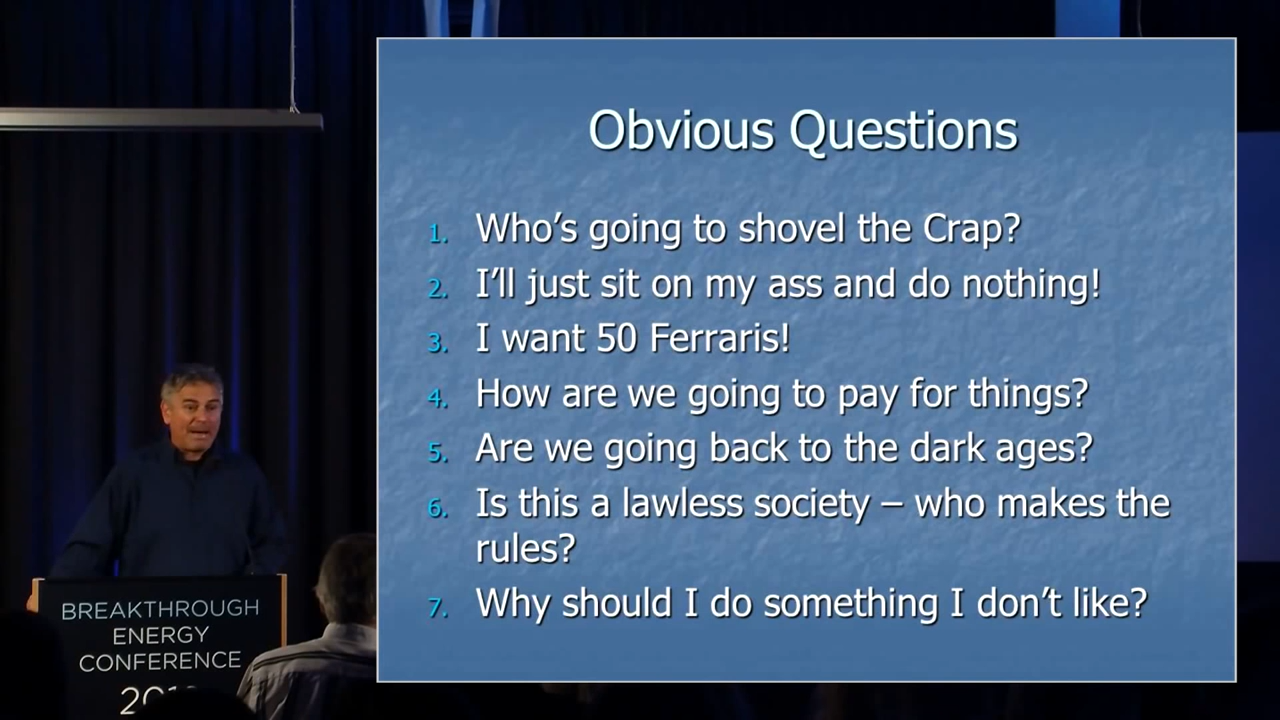 Obvious Questions
1. Who's going to shovel the Crap?
2. I'll just sit on my ass and do nothing!
3. I want 50 Ferraris!
4. How are we going to pay for things?
5. Are we going back to the dark ages?
6. Is this a lawless society – who makes the
rules?
7. Why should I do something I don't like?
BREAKTHROUGH
ENERGY
CONFERENCE